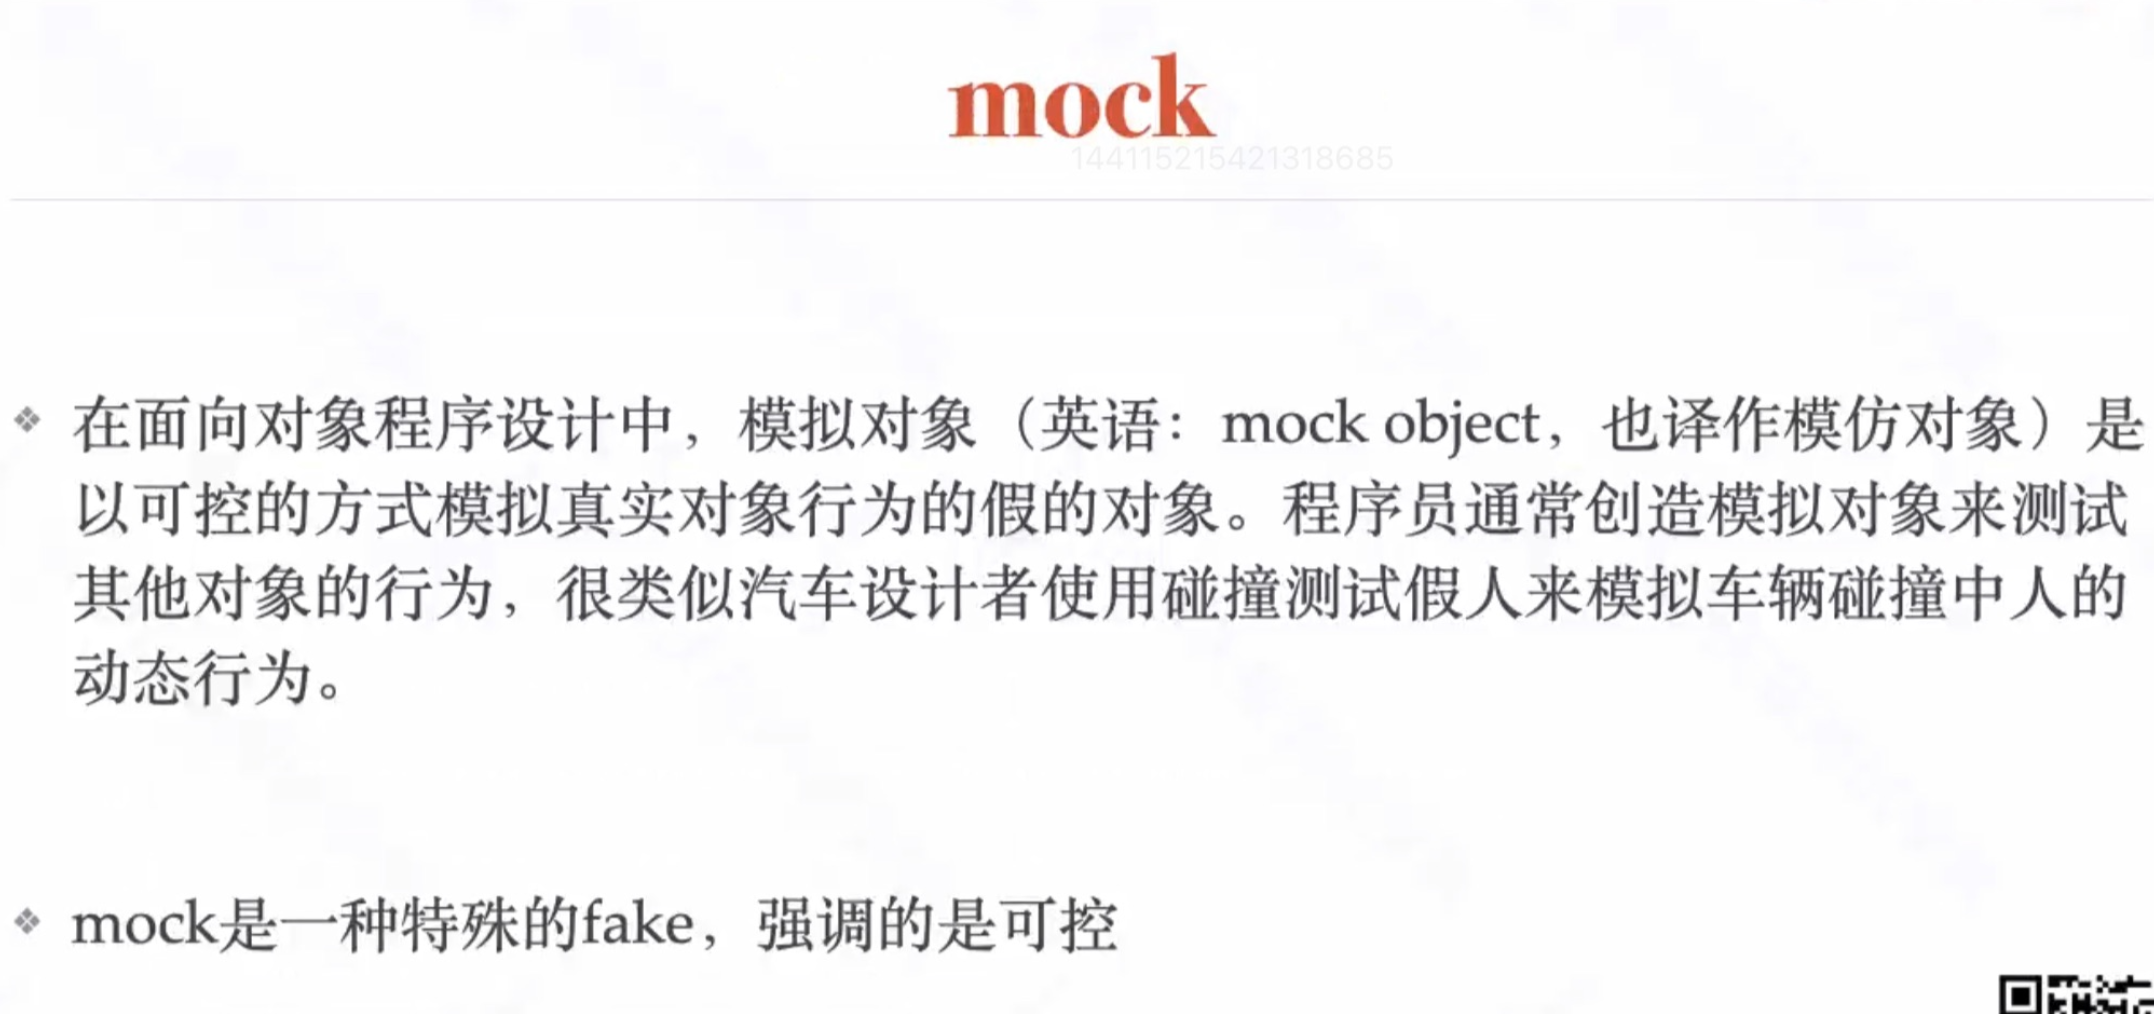 mock
144115215421318685
在面向对象程序设计中，模拟对象（英语：mock object，也译作模仿对象）是
以可控的方式模拟真实对象行为的假的对象。程序员通常创造模拟对象来测试
其他对象的行为，很类似汽车设计者使用碰撞测试假人来模拟车辆碰撞中人的
动态行为。
mock是一种特殊的fake，强调的是可控